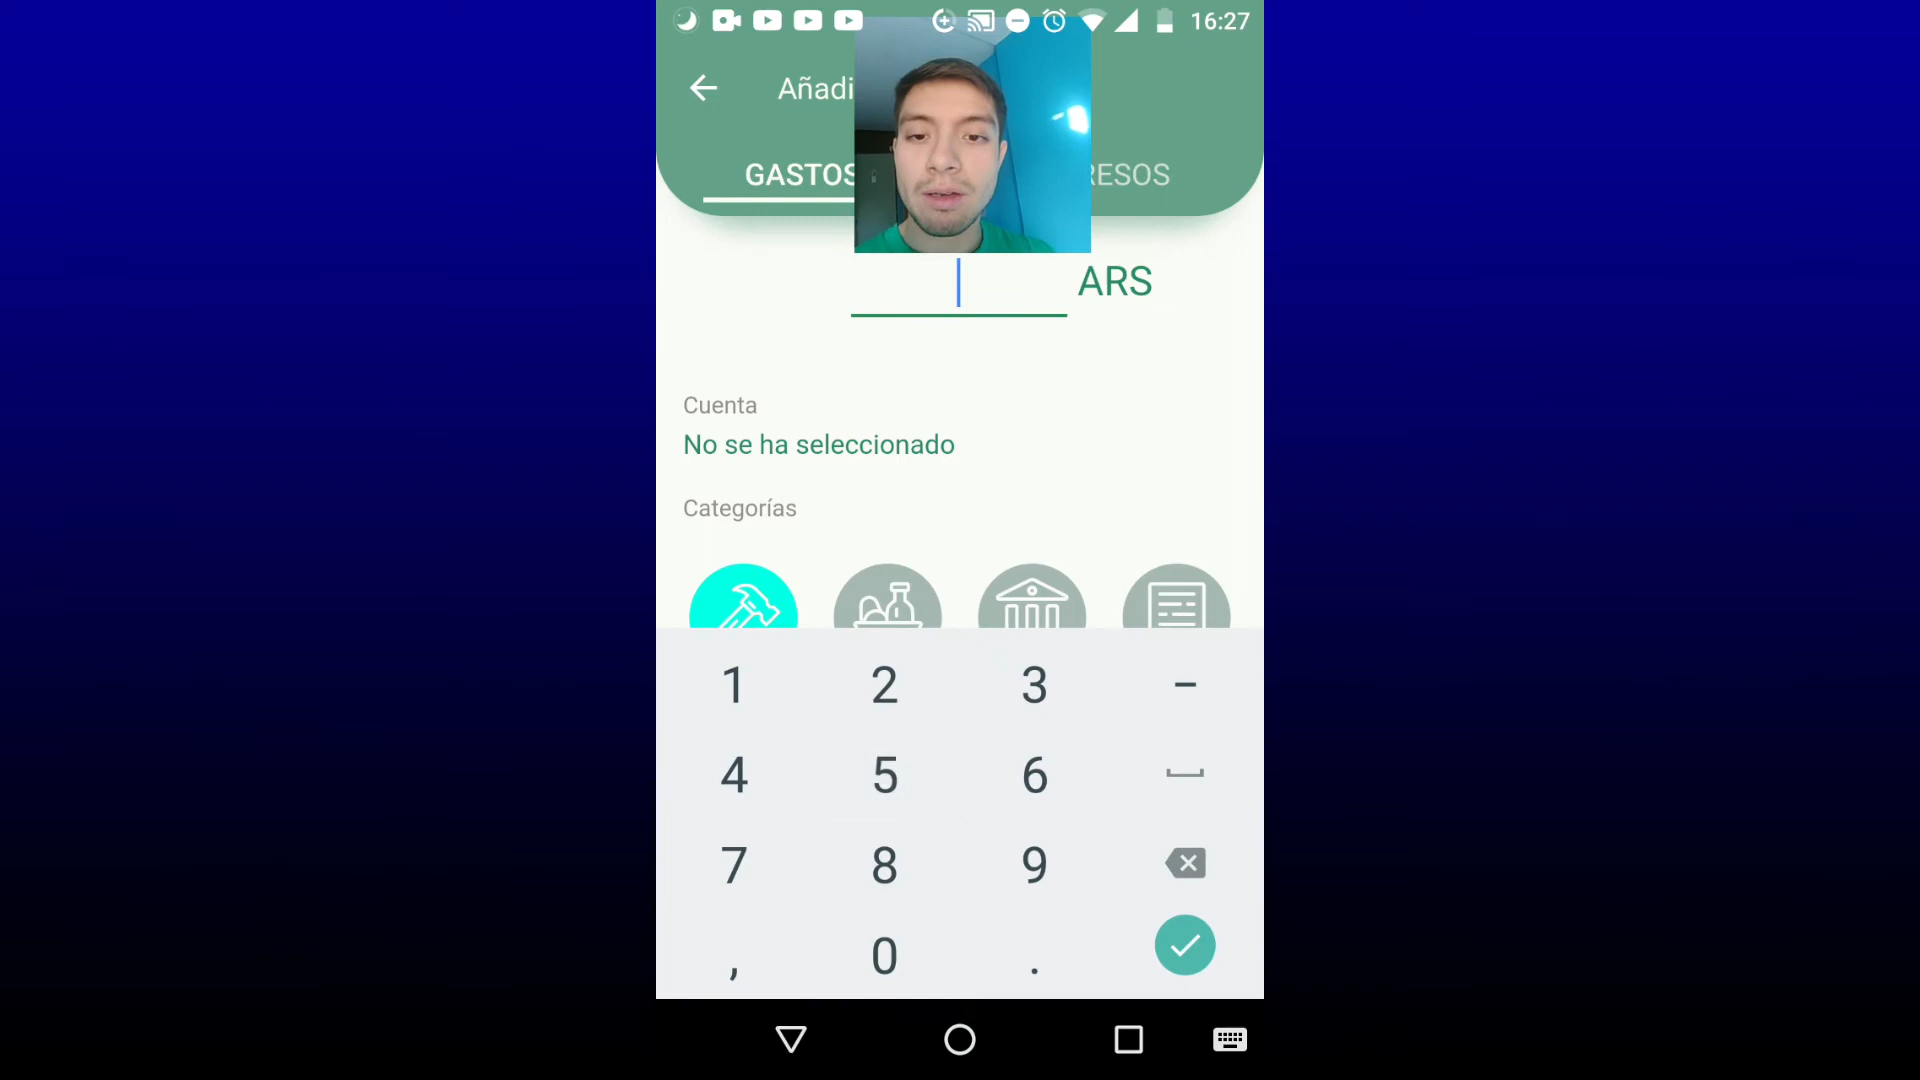 16:27
Añadi
GASTOS
RESOS
ARS
Cuenta
No se ha seleccionado
Categorías
1 2 3 -
4 5 6
7 8 9
, 0 .